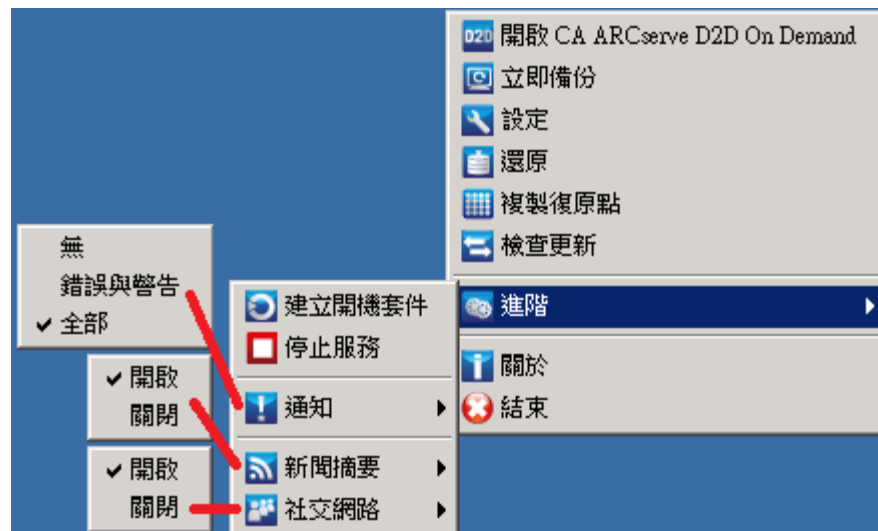 D2D 開啟 CA ARCserve D2D On Demand
立即備份
設定
還原
複製復原點
檢查更新
進階
關於
結束
建立開機套件
停止服務
通知
新聞摘要
社交網路
無
錯誤與警告
全部
開啟
關閉
開啟
關閉